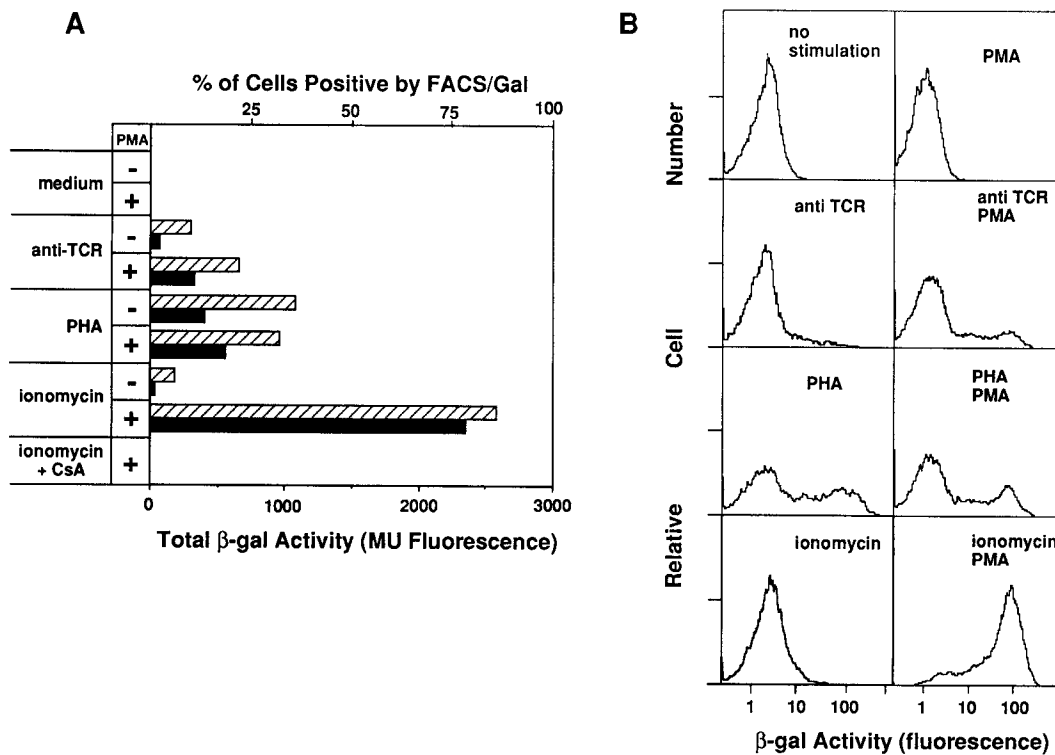 A
% of Cells Positive by FACS/Gal
25 50 75 100
PMA
medium
-
+
anti-TCR
-
+
PHA
-
+
ionomycin
-
+
ionomycin
+ CsA
+
0 1000 2000 3000
Total β-gal Activity (MU Fluorescence)
B
Relative Cell Number
no
stimulation
PMA
anti TCR
anti TCR
PMA
PHA
PHA
PMA
ionomycin
ionomycin
PMA
1 10 100 1 10 100
β-gal Activity (fluorescence)